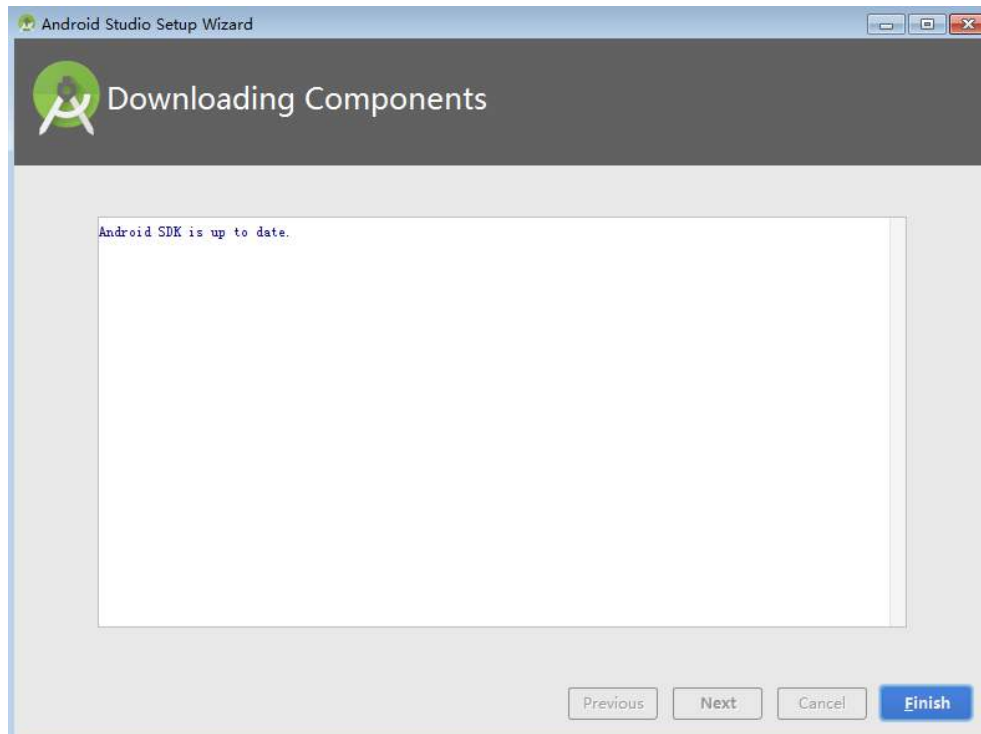 Android Studio Setup Wizard
Downloading Components
Android SDK is up to date.
Previous
Next
Cancel
Finish